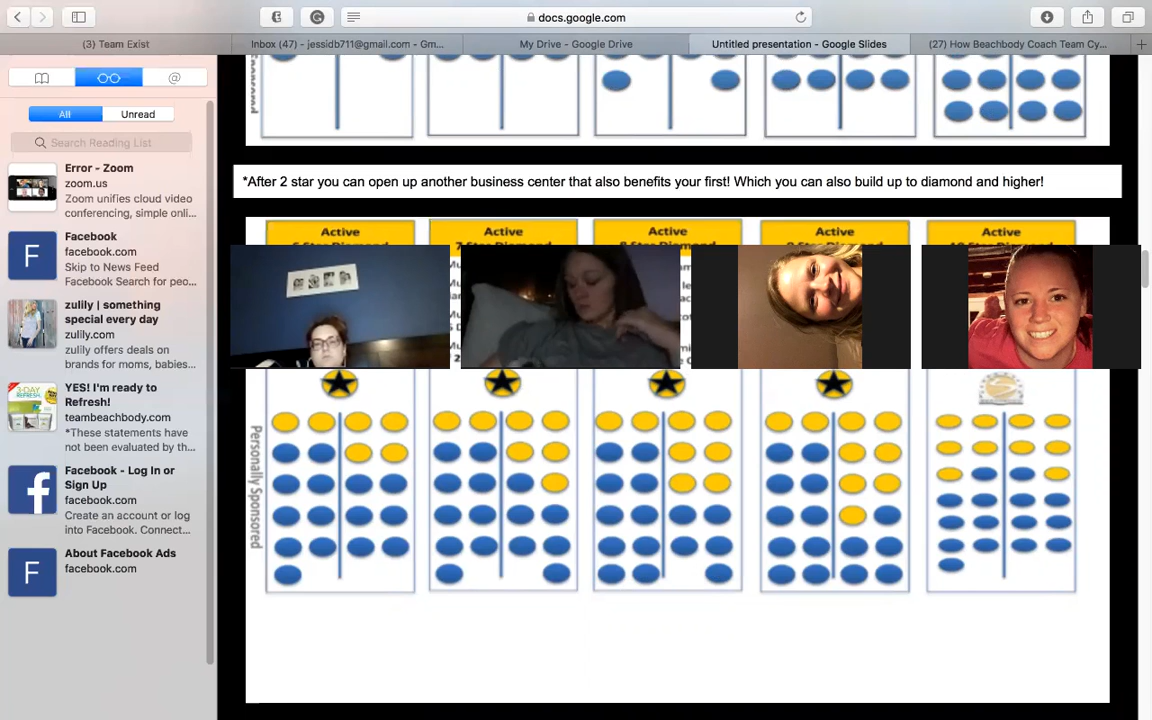 docs.google.com
(3) Team Exist
Inbox (47) - jessidb711@gmail.com - Gm...
My Drive - Google Drive
Untitled presentation - Google Slides
(27) How Beachbody Coach Team Cy...
All
Unread
Search Reading List
Error - Zoom
zoom.us
Zoom unifies cloud video
conferencing, simple onli...
Facebook
facebook.com
Skip to News Feed
Facebook Search for peo...
zulily | something
special every day
zulily.com
zulily offers deals on
brands for moms, babies...
YES! I'm ready to
Refresh!
teambeachbody.com
*These statements have
not been evaluated by th...
Facebook - Log In or
Sign Up
facebook.com
Create an account or log
into Facebook. Connect...
About Facebook Ads
facebook.com
*After 2 star you can open up another business center that also benefits your first! Which you can also build up to diamond and higher!
Active
Active
Active
Active
Active
Personally Sponsored